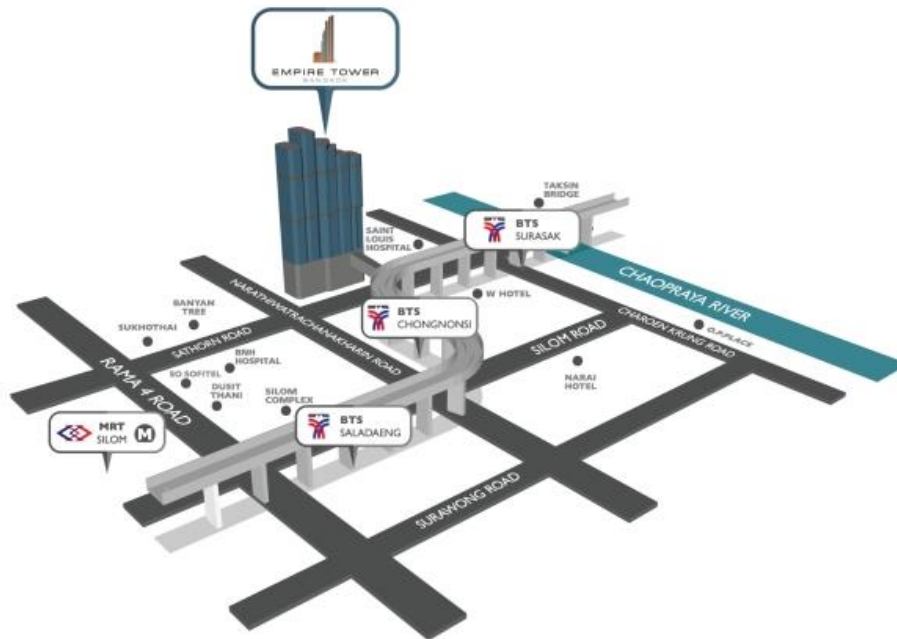 EMPIRE TOWER
BANGKOK
TAKSIN
BRIDGE
BTS
SURASAK
SAINT
LOUIS
HOSPITAL
CHAOPRAYA RIVER
NARATHIWATRACHANAKHARIN ROAD
W HOTEL
BTS
CHONGNONSI
CHAROEN KRUNG ROAD
O.P.PLACE
BANYAN
TREE
SUKHOTHAI
SATHORN ROAD
SILOM ROAD
BNH
HOSPITAL
NARAI
HOTEL
RAMA 4 ROAD
SO SOFITEL
DUSIT
THANI
SILOM
COMPLEX
MRT
SILOM M
BTS
SALADAENG
SURAWONG ROAD